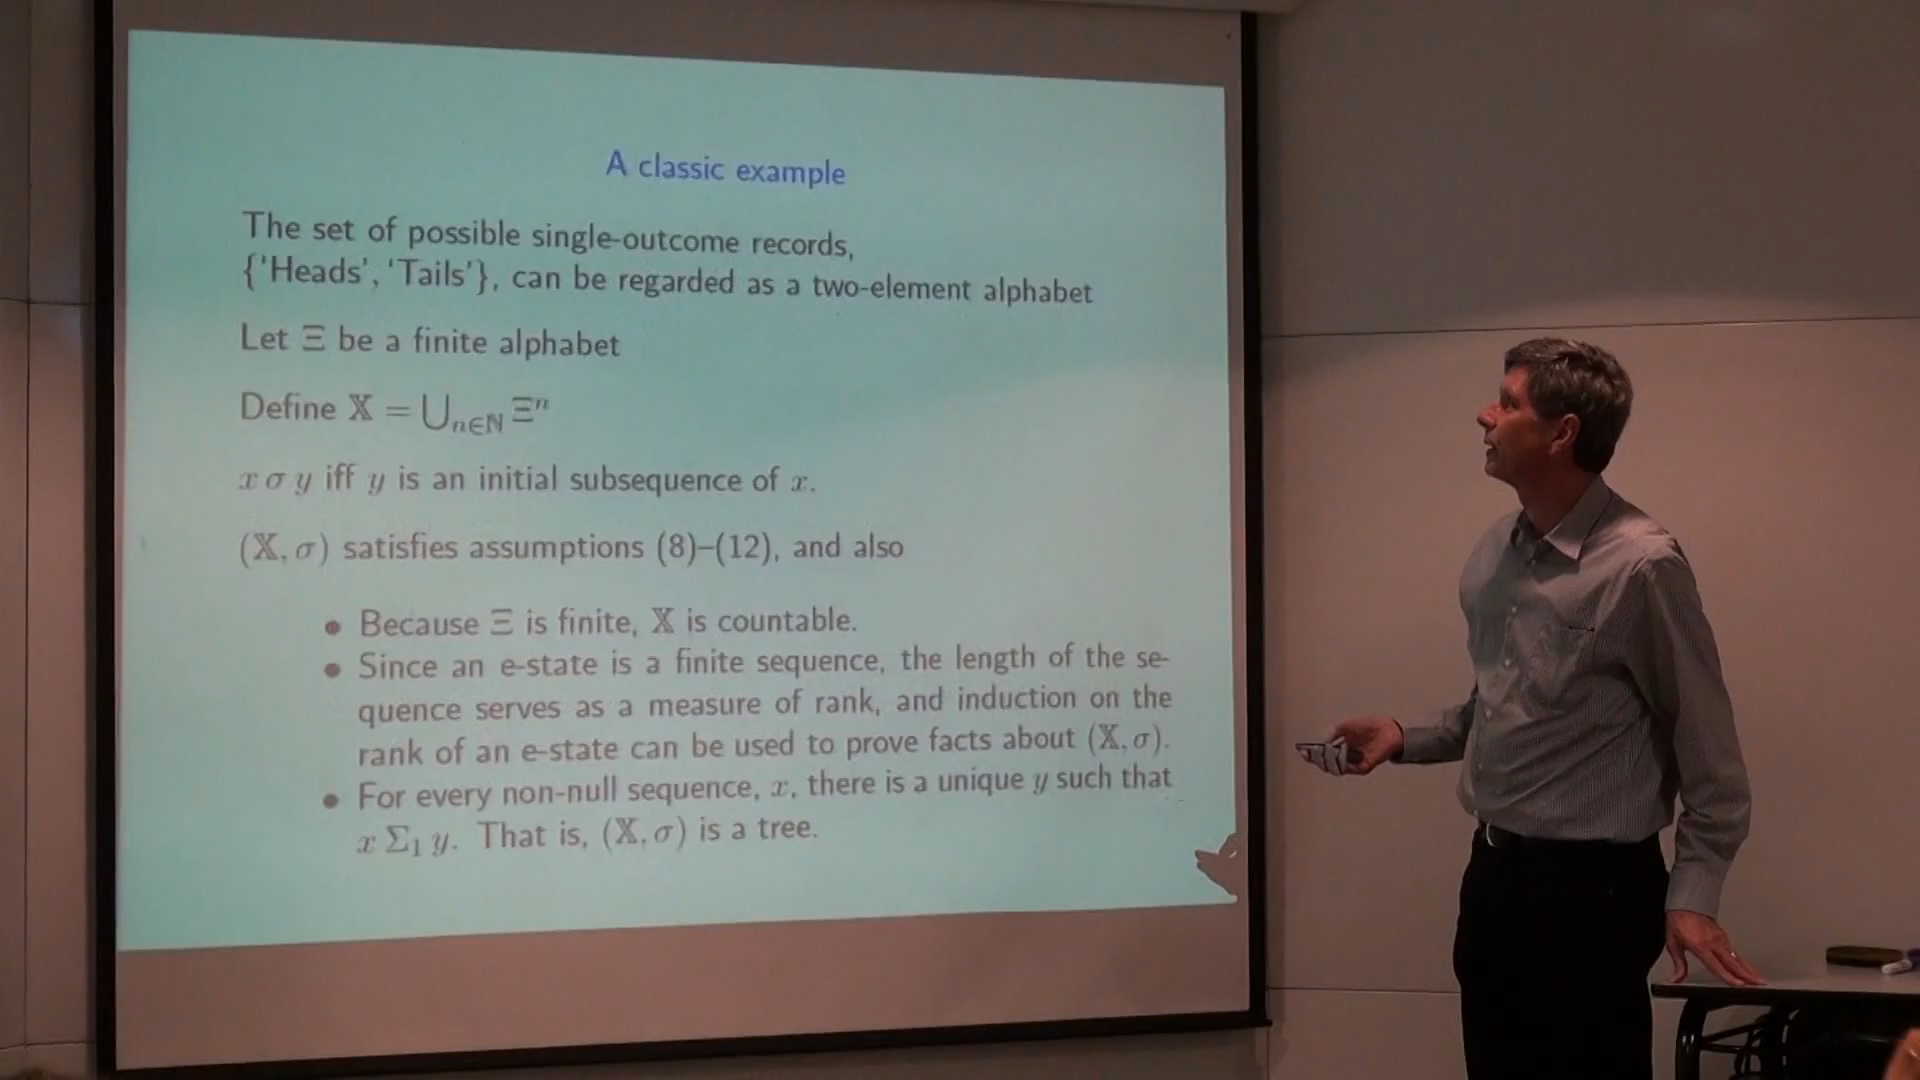 A classic example
The set of possible single-outcome records,
{'Heads', 'Tails'}, can be regarded as a two-element alphabet
Let Ξ be a finite alphabet
Define 𝕏 = ⋃ₙ∈ℕ Ξⁿ
x σ y iff y is an initial subsequence of x.
(𝕏, σ) satisfies assumptions (8)–(12), and also
• Because Ξ is finite, 𝕏 is countable.
• Since an e-state is a finite sequence, the length of the se-
quence serves as a measure of rank, and induction on the
rank of an e-state can be used to prove facts about (𝕏, σ).
• For every non-null sequence, x, there is a unique y such that
x Σ₁ y. That is, (𝕏, σ) is a tree.